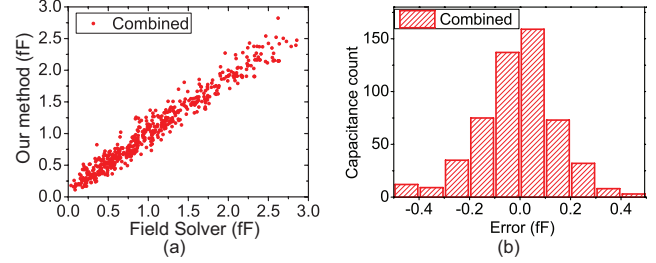 Combined
Our method (fF)
3.0
2.5
2.0
1.5
1.0
0.5
0.0
0.0 0.5 1.0 1.5 2.0 2.5 3.0
Field Solver (fF)
(a)
Combined
Capacitance count
150
100
50
0
-0.4 -0.2 0.0 0.2 0.4
Error (fF)
(b)